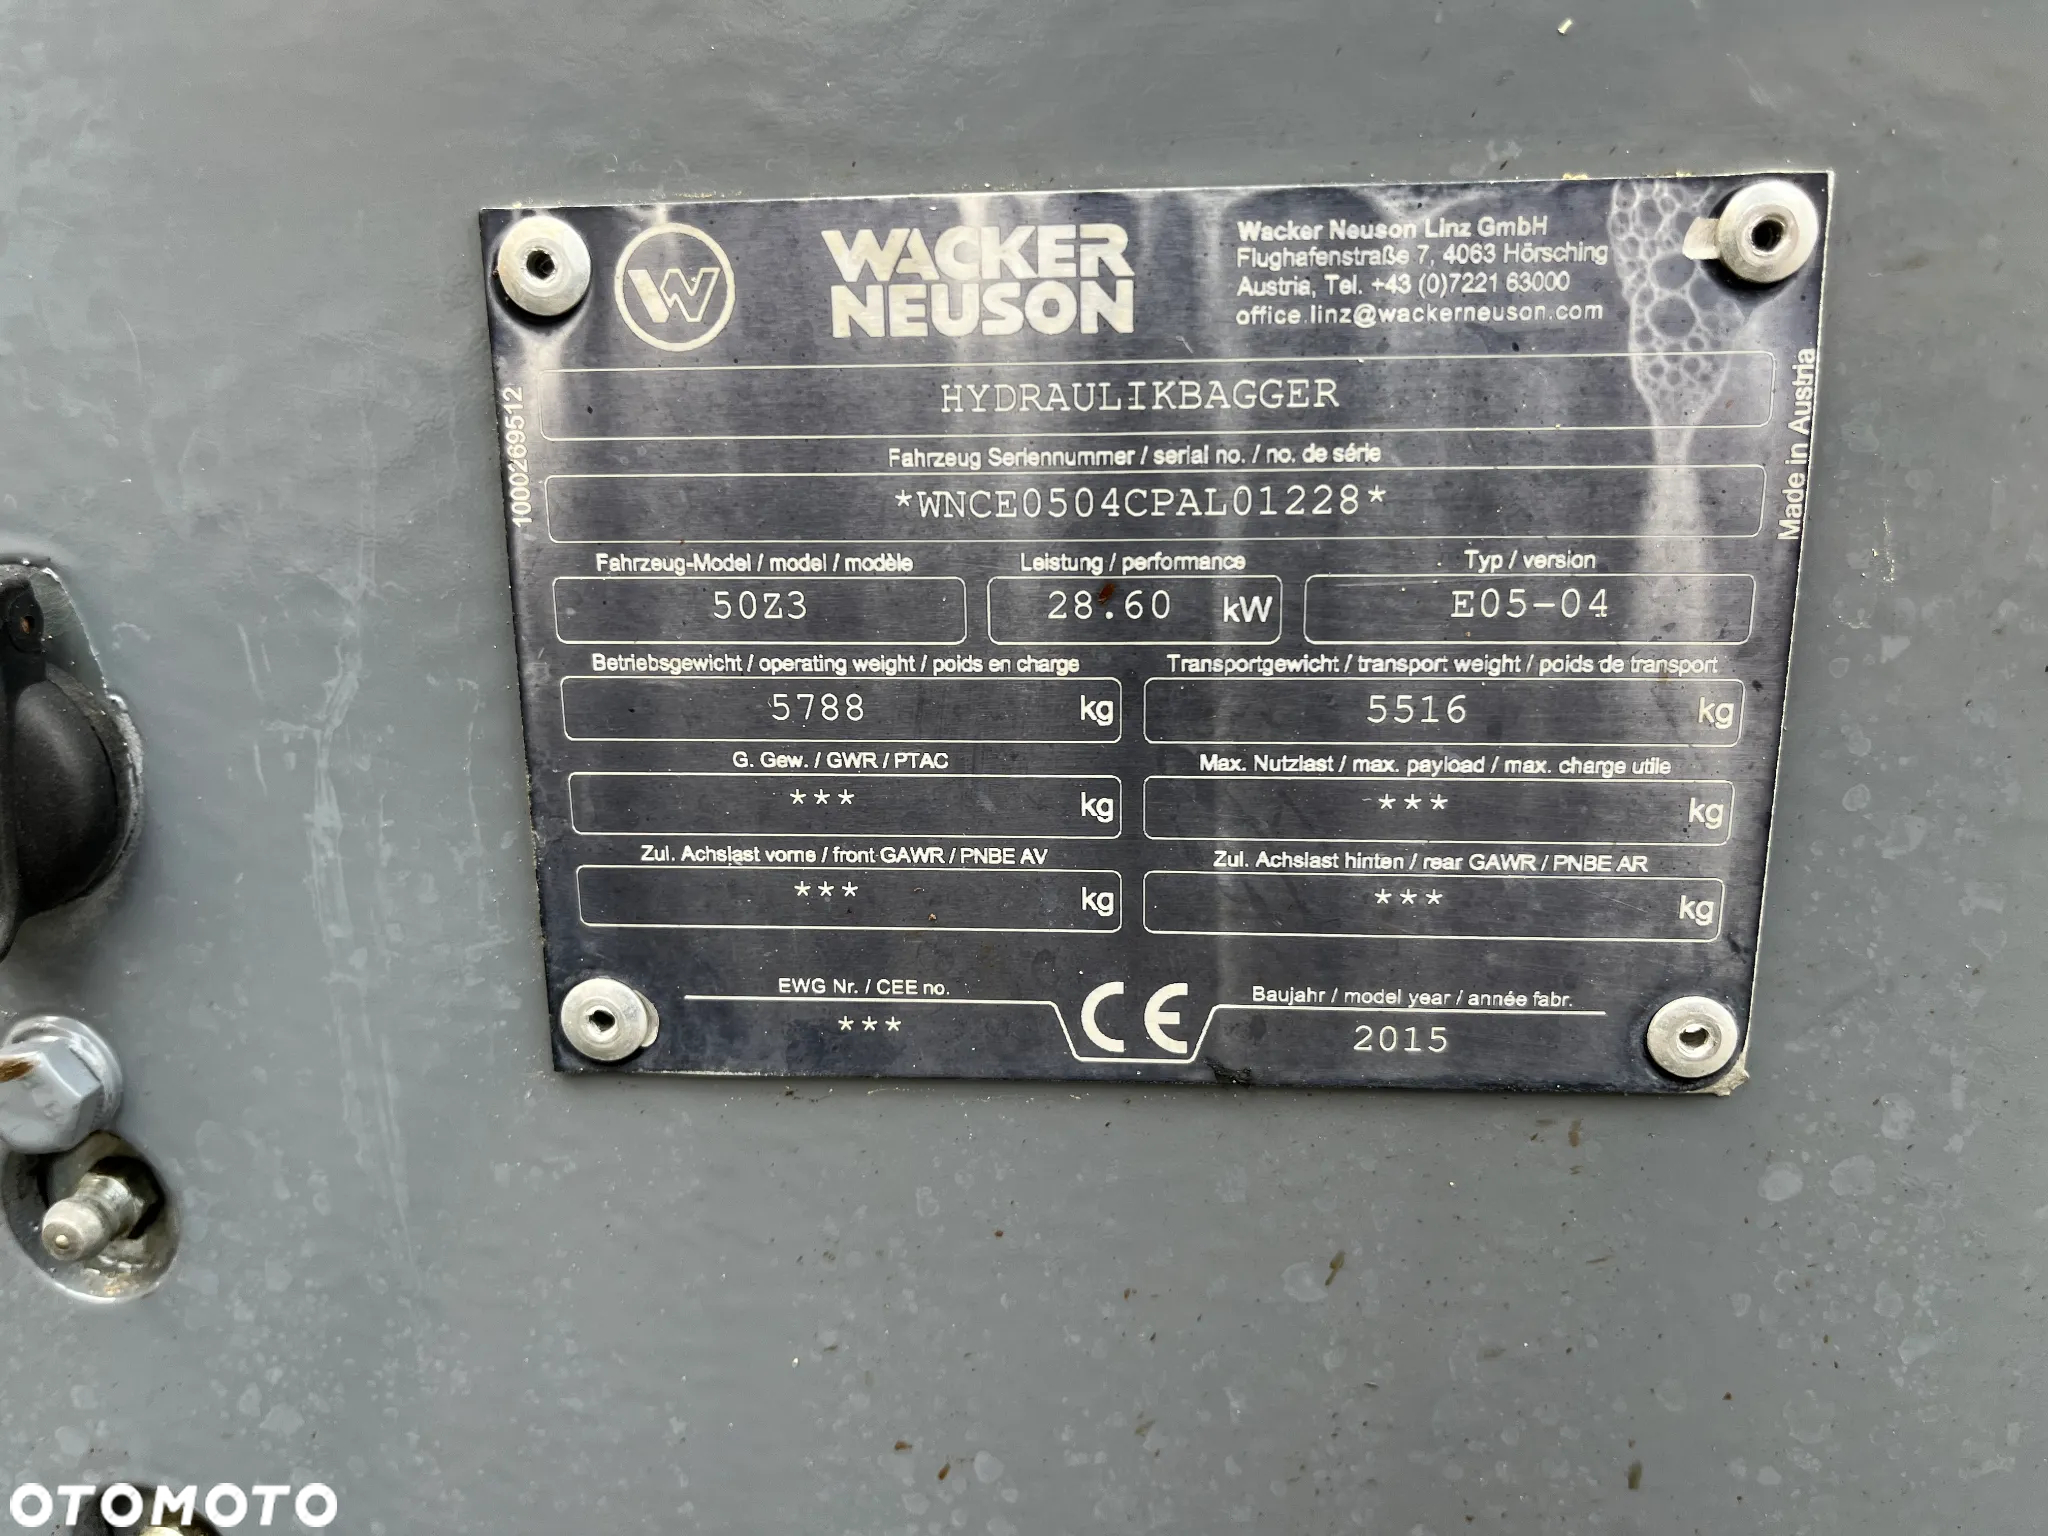 WACKER
NEUSON
Wacker Neuson Linz GmbH
Flughafenstraße 7, 4063 Hörsching
Austria, Tel. +43 (0)7221 63000
office.linz@wackerneuson.com
HYDRAULIKBAGGER
1000269512
Made in Austria
Fahrzeug Seriennummer / serial no. / no. de série
*WNCE0504CPAL01228*
Fahrzeug-Model / model / modèle Leistung / performance Typ / version
50Z3 28.60 kW E05-04
Betriebsgewicht / operating weight / poids en charge Transportgewicht / transport weight / poids de transport
5788 kg 5516 kg
G. Gew. / GWR / PTAC Max. Nutzlast / max. payload / max. charge utile
*** kg *** kg
Zul. Achslast vorne / front GAWR / PNBE AV Zul. Achslast hinten / rear GAWR / PNBE AR
*** kg *** kg
EWG Nr. / CEE no. CE Baujahr / model year / année fabr.
*** 2015
OTOMOTO